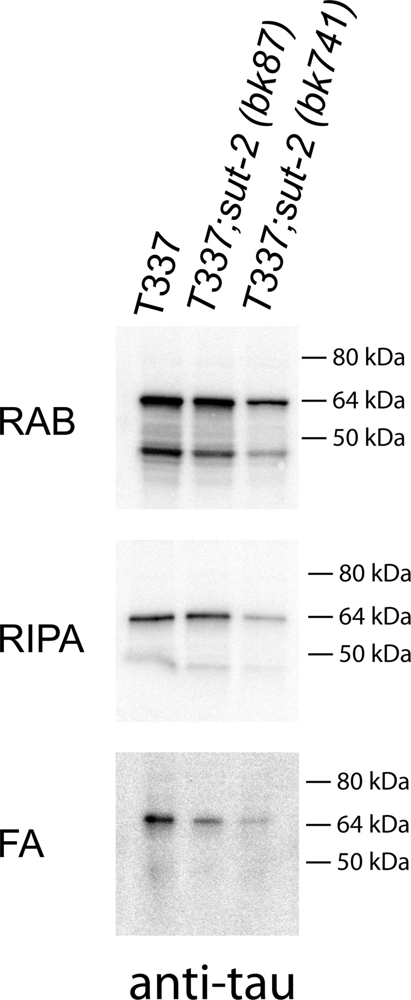 T337
T337;sut-2 (bk87)
T337;sut-2 (bk741)
RAB
80 kDa
64 kDa
50 kDa
RIPA
80 kDa
64 kDa
50 kDa
FA
80 kDa
64 kDa
50 kDa
anti-tau